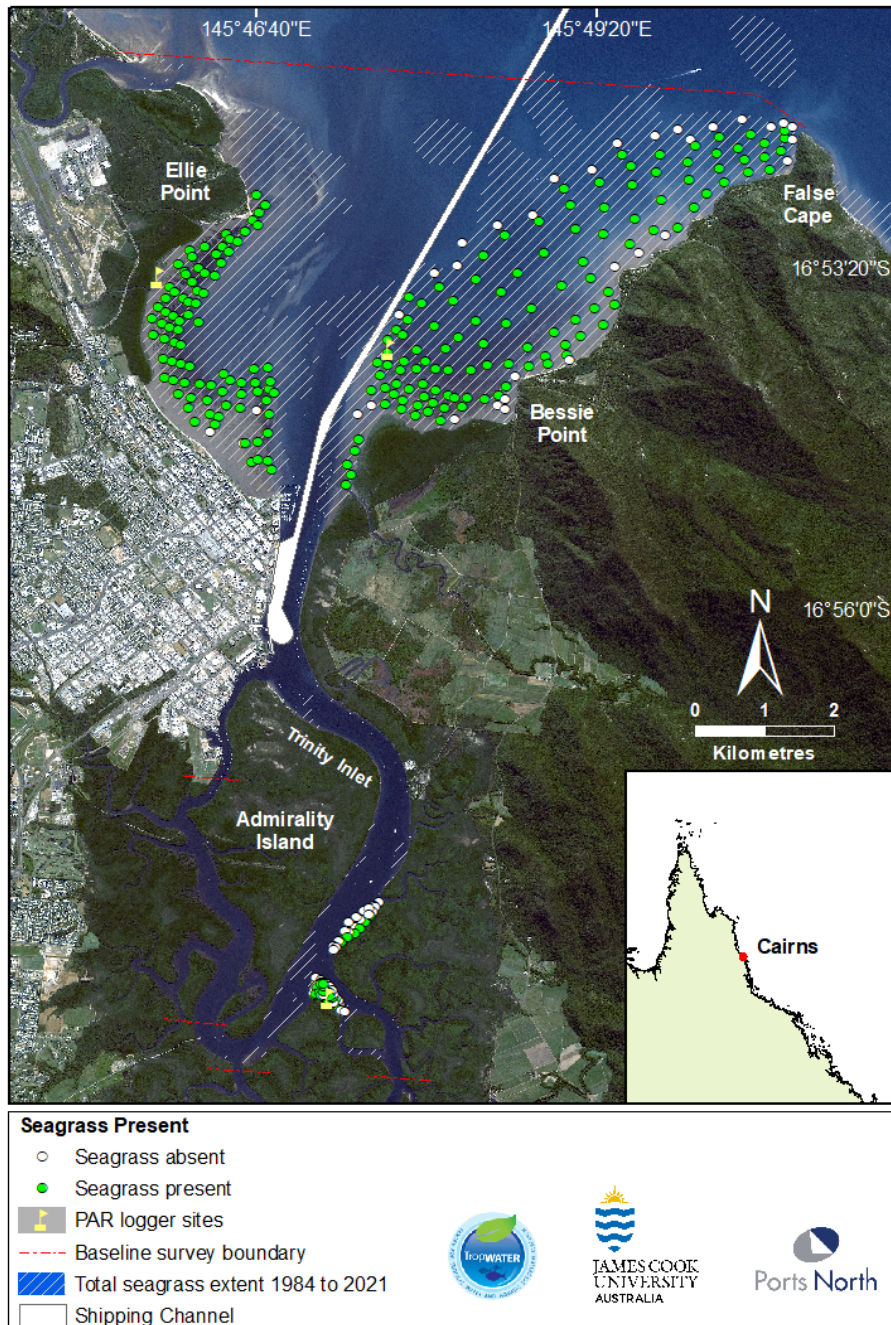 145°46'40"E
145°49'20"E
Ellie
Point
False
Cape
16°53'20"S
Bessie
Point
16°56'0"S
N
0 1 2
Kilometres
Trinity Inlet
Admirality
Island
Cairns
Seagrass Present
Seagrass absent
Seagrass present
PAR logger sites
Baseline survey boundary
Total seagrass extent 1984 to 2021
Shipping Channel
TropWATER
JAMES COOK
UNIVERSITY
AUSTRALIA
Ports North